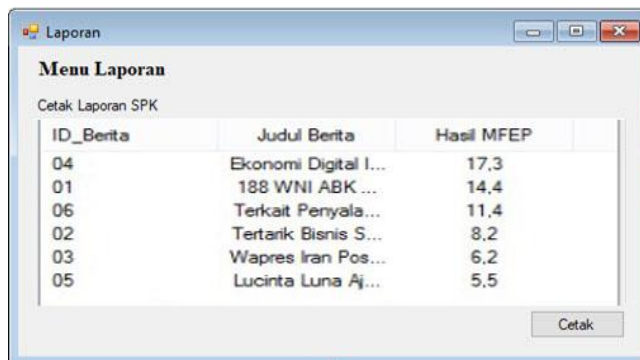 Laporan
Menu Laporan
Cetak Laporan SPK
ID_Berita Judul Berita Hasil MFEP
04 Ekonomi Digital I... 17,3
01 188 WNI ABK ... 14,4
06 Terkait Penyala... 11,4
02 Tertarik Bisnis S... 8,2
03 Wapres Iran Pos... 6,2
05 Lucinta Luna Aj... 5,5
Cetak